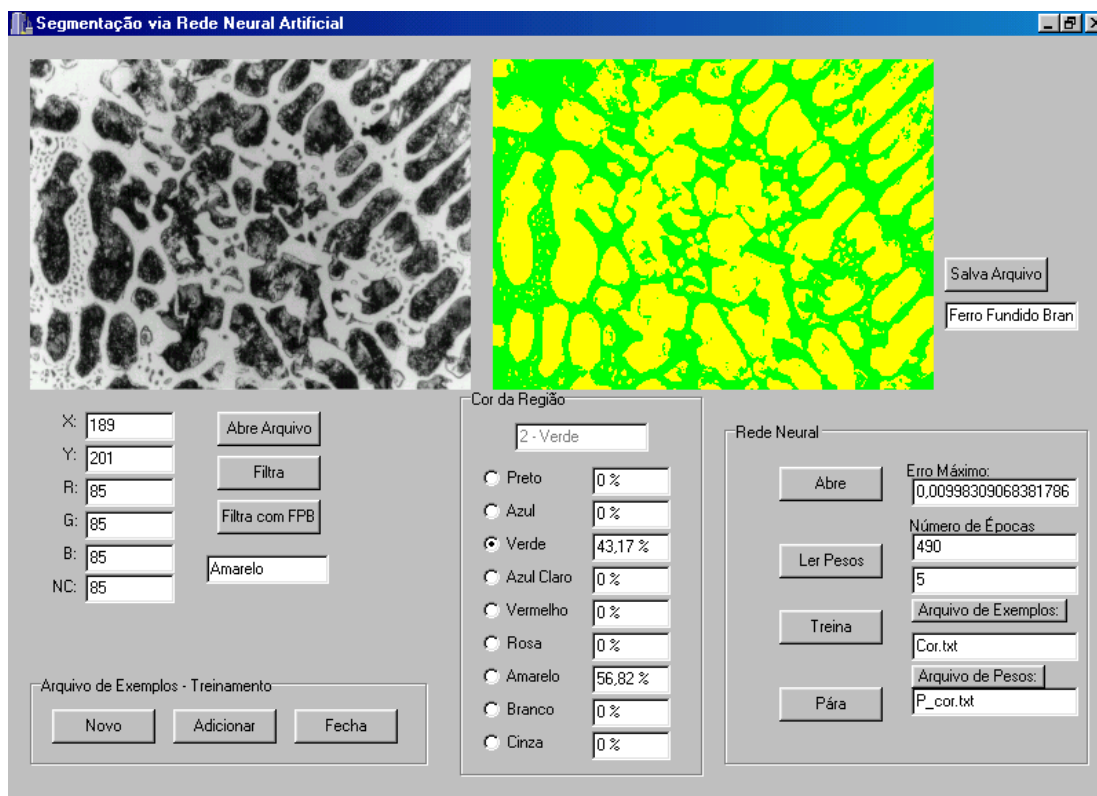 Segmentação via Rede Neural Artificial
Salva Arquivo
Ferro Fundido Bran
X: 189
Y: 201
R: 85
G: 85
B: 85
NC: 85
Abre Arquivo
Filtra
Filtra com FPB
Amarelo
Arquivo de Exemplos - Treinamento
Novo Adicionar Fecha
Cor da Região
2 - Verde
Preto 0 %
Azul 0 %
Verde 43,17 %
Azul Claro 0 %
Vermelho 0 %
Rosa 0 %
Amarelo 56,82 %
Branco 0 %
Cinza 0 %
Rede Neural
Abre
Ler Pesos
Treina
Pára
Erro Máximo:
0,00998309068381786
Número de Épocas
490
5
Arquivo de Exemplos:
Cor.txt
Arquivo de Pesos:
P_cor.txt